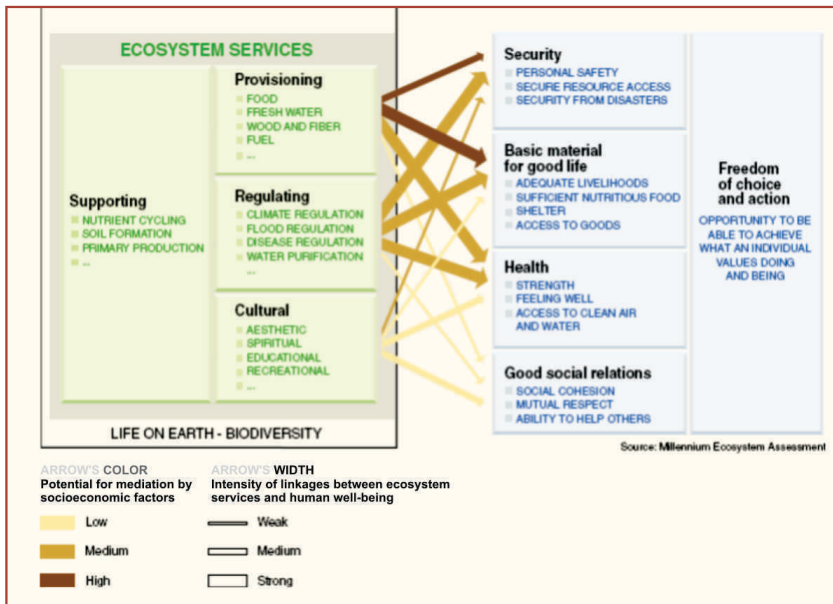 ECOSYSTEM SERVICES
Provisioning
FOOD
FRESH WATER
WOOD AND FIBER
FUEL
...
Supporting
NUTRIENT CYCLING
SOIL FORMATION
PRIMARY PRODUCTION
...
Regulating
CLIMATE REGULATION
FLOOD REGULATION
DISEASE REGULATION
WATER PURIFICATION
...
Cultural
AESTHETIC
SPIRITUAL
EDUCATIONAL
RECREATIONAL
...
LIFE ON EARTH - BIODIVERSITY
Security
PERSONAL SAFETY
SECURE RESOURCE ACCESS
SECURITY FROM DISASTERS
Basic material
for good life
ADEQUATE LIVELIHOODS
SUFFICIENT NUTRITIOUS FOOD
SHELTER
ACCESS TO GOODS
Health
STRENGTH
FEELING WELL
ACCESS TO CLEAN AIR
AND WATER
Good social relations
SOCIAL COHESION
MUTUAL RESPECT
ABILITY TO HELP OTHERS
Freedom
of choice
and action
OPPORTUNITY TO BE
ABLE TO ACHIEVE
WHAT AN INDIVIDUAL
VALUES DOING
AND BEING
Source: Millennium Ecosystem Assessment
ARROW'S COLOR
Potential for mediation by
socioeconomic factors
Low
Medium
High
ARROW'S WIDTH
Intensity of linkages between ecosystem
services and human well-being
Weak
Medium
Strong